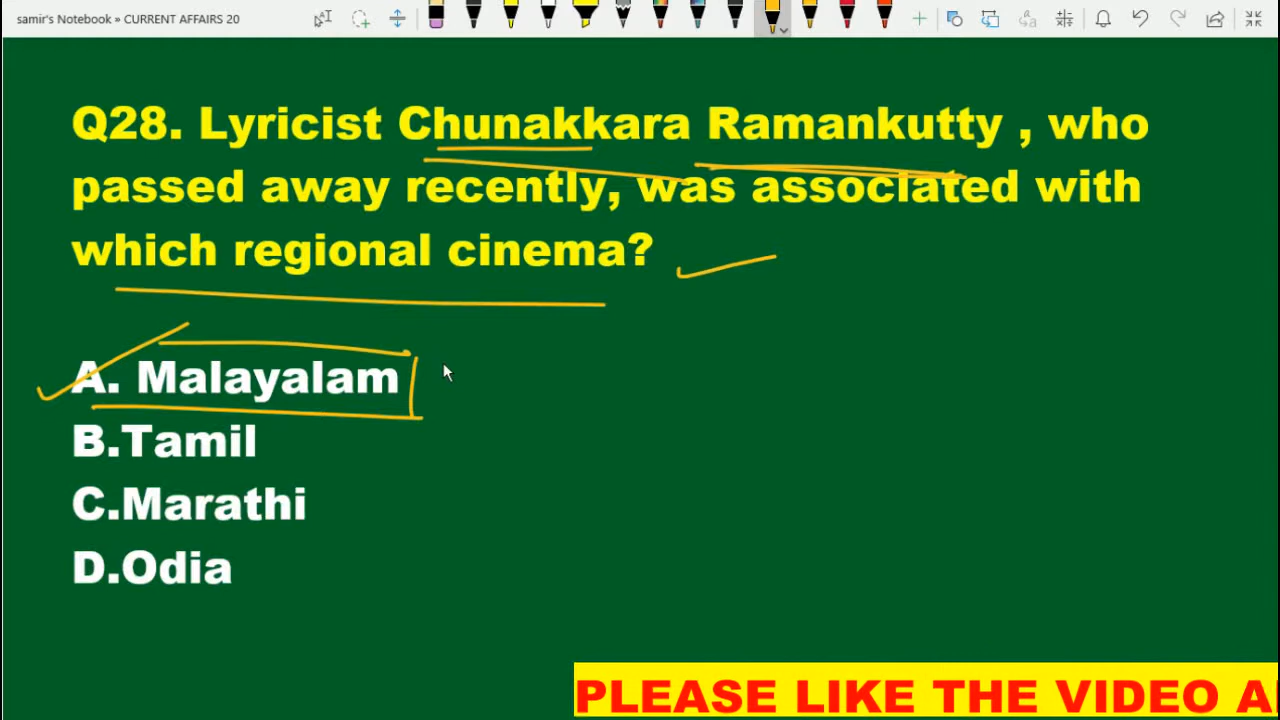 samir's Notebook » CURRENT AFFAIRS 20
Q28. Lyricist Chunakkara Ramankutty , who
passed away recently, was associated with
which regional cinema?
A. Malayalam
B.Tamil
C.Marathi
D.Odia
PLEASE LIKE THE VIDEO A